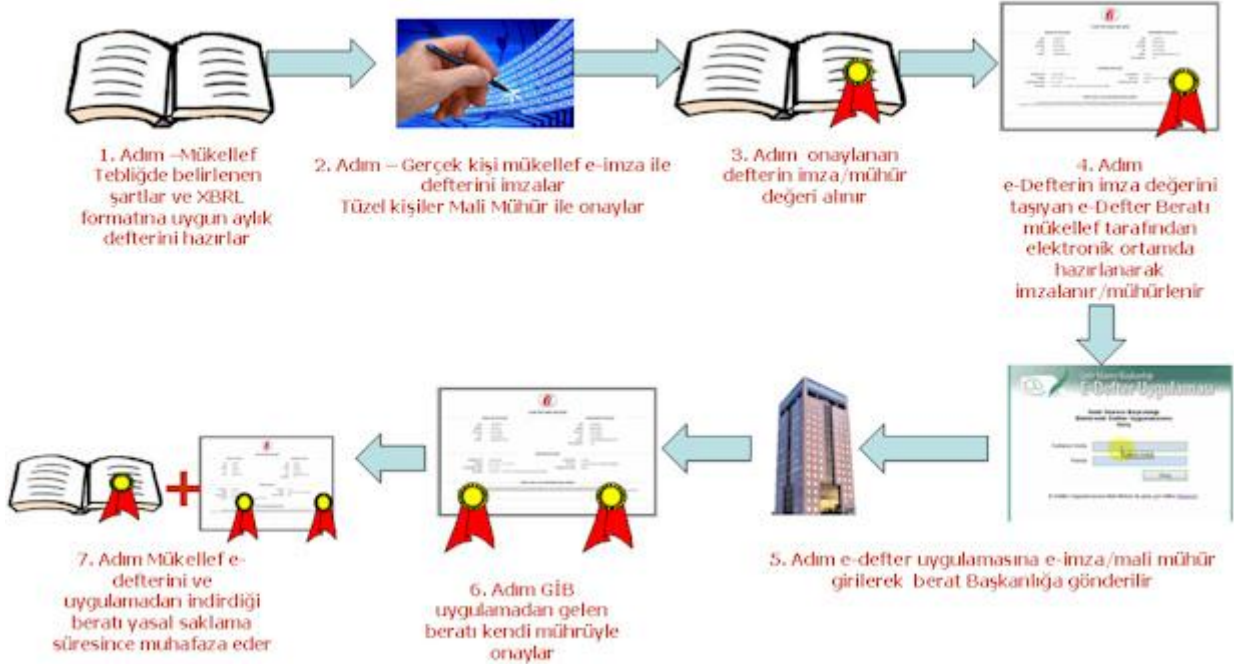 1. Adım –Mükellef
Tebliğde belirlenen
şartlar ve XBRL
formatına uygun aylık
defterini hazırlar
2. Adım – Gerçek kişi mükellef e-imza ile
defterini imzalar
Tüzel kişiler Mali Mühür ile onaylar
3. Adım onaylanan
defterin imza/mühür
değeri alınır
4. Adım
e-Defterin imza değerini
taşıyan e-Defter Beratı
mükellef tarafından
elektronik ortamda
hazırlanarak
imzalanır/mühürlenir
E-Defter Uygulaması
5. Adım e-defter uygulamasına e-imza/mali mühür
girilerek berat Başkanlığa gönderilir
6. Adım GİB
uygulamadan gelen
beratı kendi mührüyle
onaylar
7. Adım Mükellef e-
defterini ve
uygulamadan indirdiği
beratı yasal saklama
süresince muhafaza eder